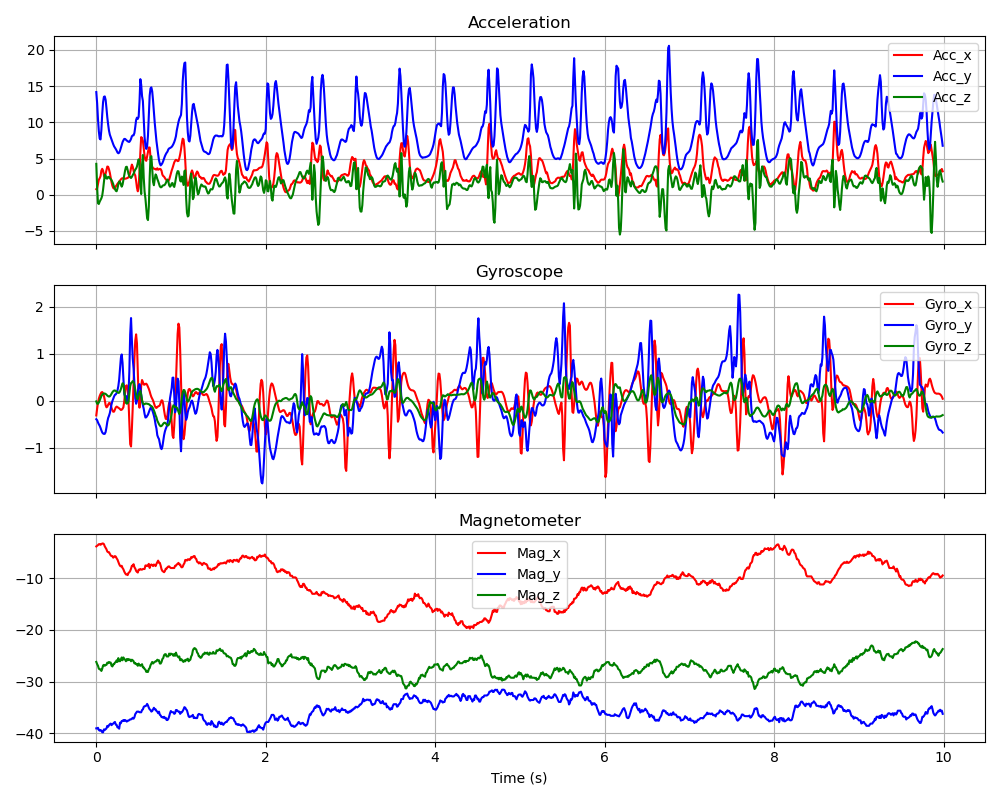 Acceleration
20
15
10
5
0
−5
Acc_x
Acc_y
Acc_z
Gyroscope
2
1
0
−1
Gyro_x
Gyro_y
Gyro_z
Magnetometer
−10
−20
−30
−40
Mag_x
Mag_y
Mag_z
0 2 4 6 8 10
Time (s)